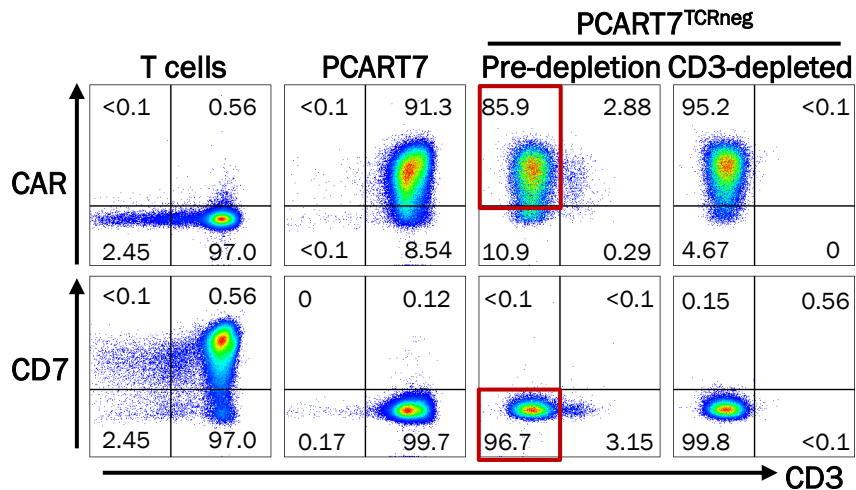 PCART7TCRneg
T cells PCART7 Pre-depletion CD3-depleted
<0.1 0.56 <0.1 91.3 85.9 2.88 95.2 <0.1
CAR
2.45 97.0 <0.1 8.54 10.9 0.29 4.67 0
<0.1 0.56 0 0.12 <0.1 <0.1 0.15 0.56
CD7
2.45 97.0 0.17 99.7 96.7 3.15 99.8 <0.1
CD3